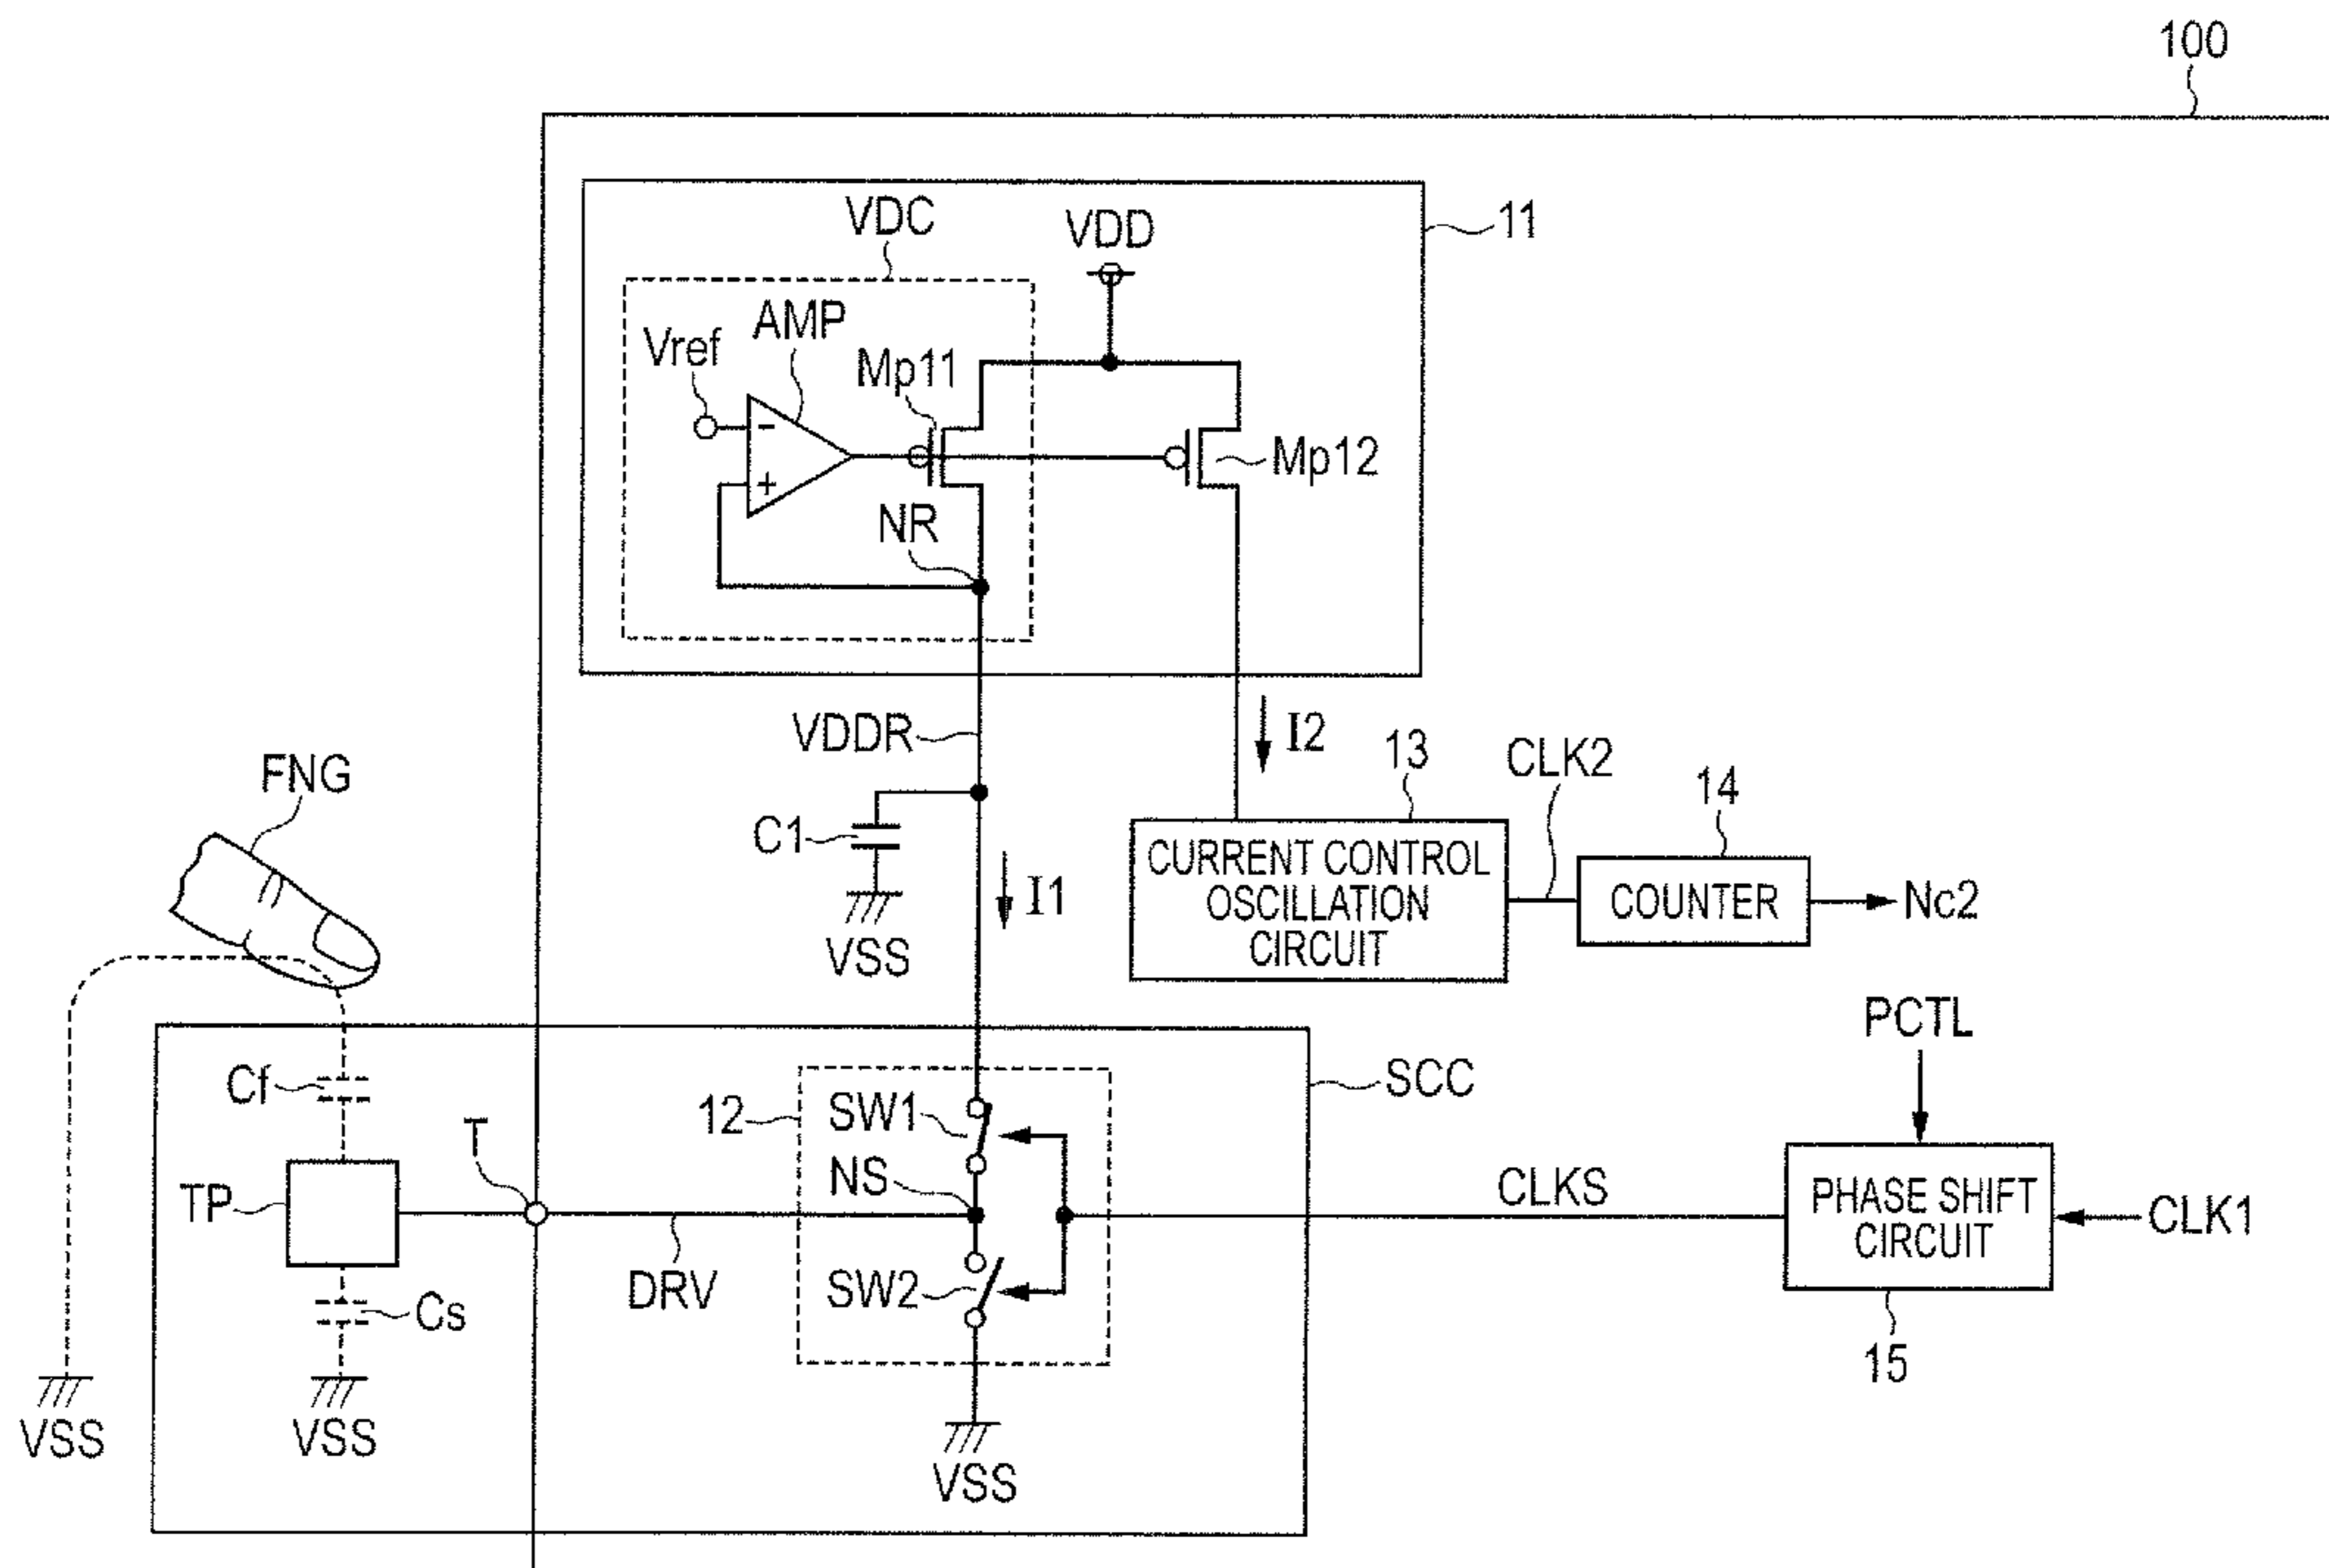 100
VDC
VDD
11
AMP
Vref
Mp11
-
+
Mp12
NR
VDDR
I2
13
CLK2
14
FNG
C1
I1
CURRENT CONTROL
OSCILLATION
CIRCUIT
COUNTER
Nc2
VSS
PCTL
Cf
SCC
12
SW1
T
TP
NS
CLKS
PHASE SHIFT
CIRCUIT
CLK1
DRV
SW2
Cs
15
VSS
VSS
VSS